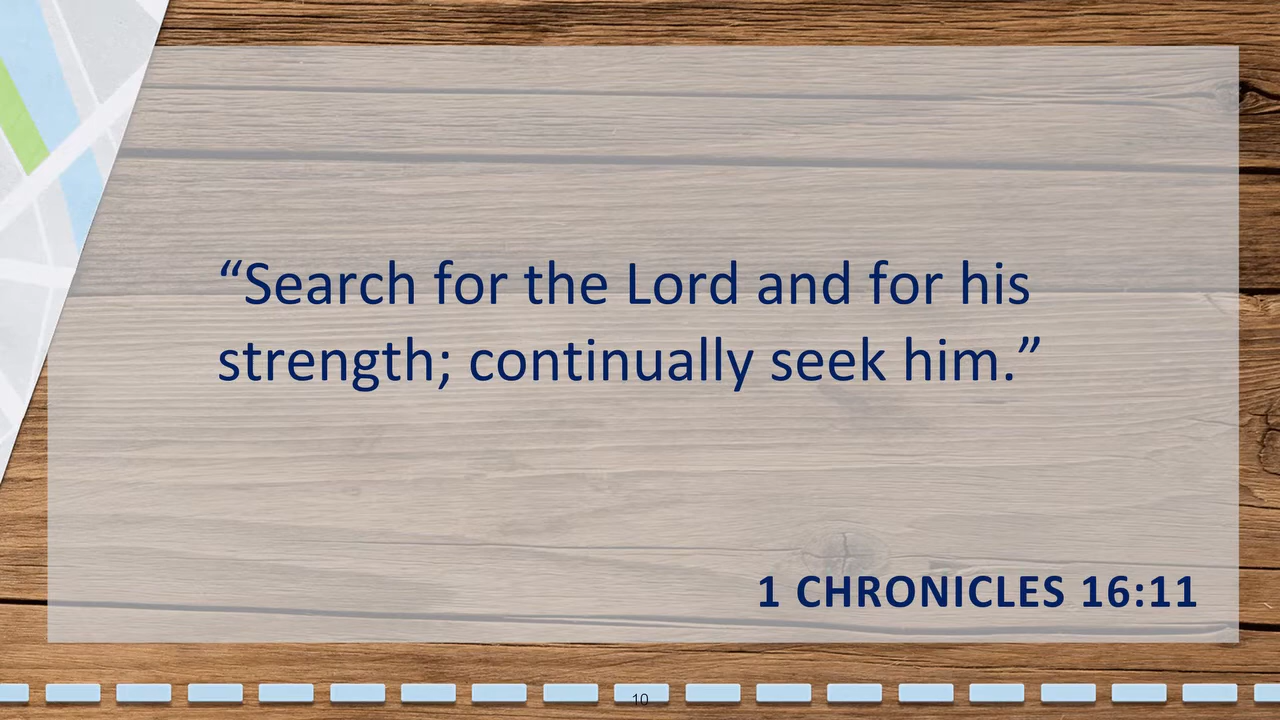 “Search for the Lord and for his
strength; continually seek him.”
1 CHRONICLES 16:11
10